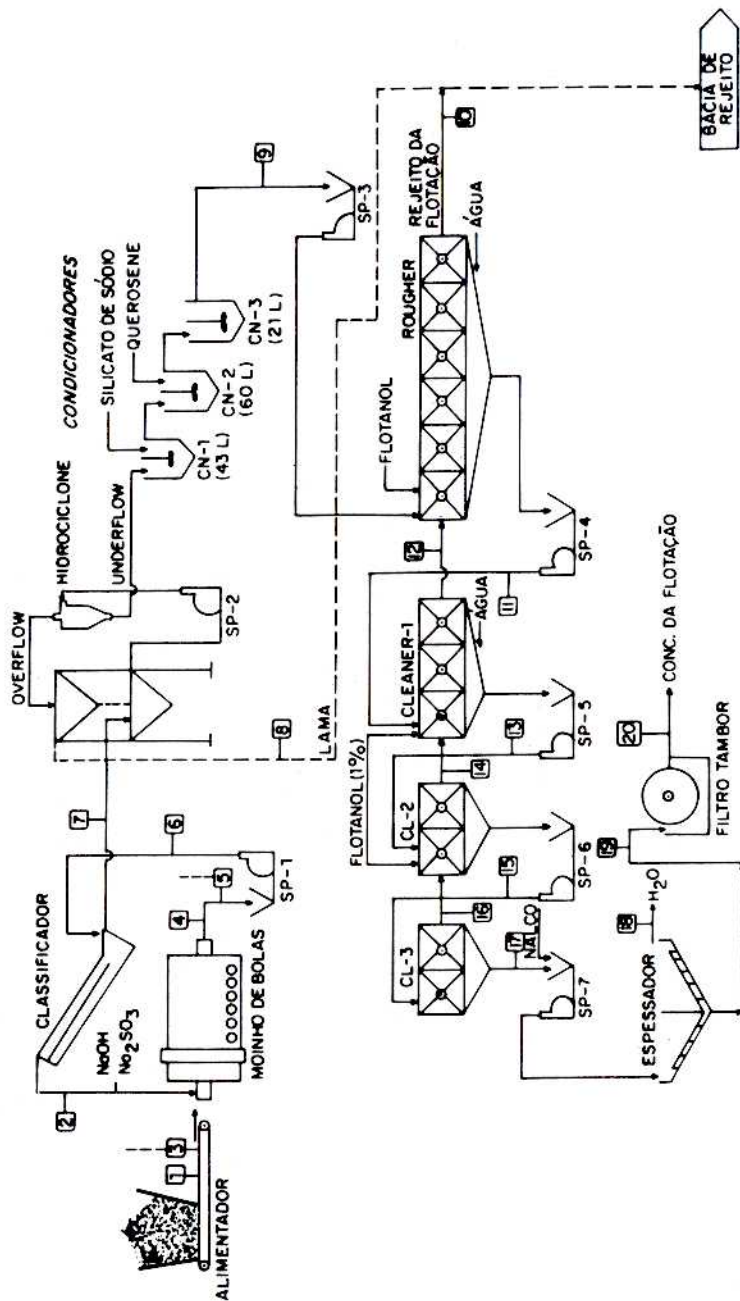 ALIMENTADOR
1
3
2
NaOH
Na2SO3
CLASSIFICADOR
MOINHO DE BOLAS
4
5
6
SP-1
7
8
LAMA
OVERFLOW
HIDROCICLONE
UNDERFLOW
SP-2
CONDICIONADORES
SILICATO DE SÓDIO
QUEROSENE
CN-1
(43 L)
CN-2
(60 L)
CN-3
(21 L)
9
SP-3
FLOTANOL
ROUGHER
REJEITO DA
FLOTAÇÃO
ÁGUA
10
BACIA DE
REJEITO
SP-4
11
12
CLEANER-1
ÁGUA
SP-5
13
14
FLOTANOL (1%)
CL-2
SP-6
15
16
CL-3
17
NALCO
SP-7
ESPESSADOR
18
H2O
19
20
CONC. DA FLOTAÇÃO
FILTRO TAMBOR